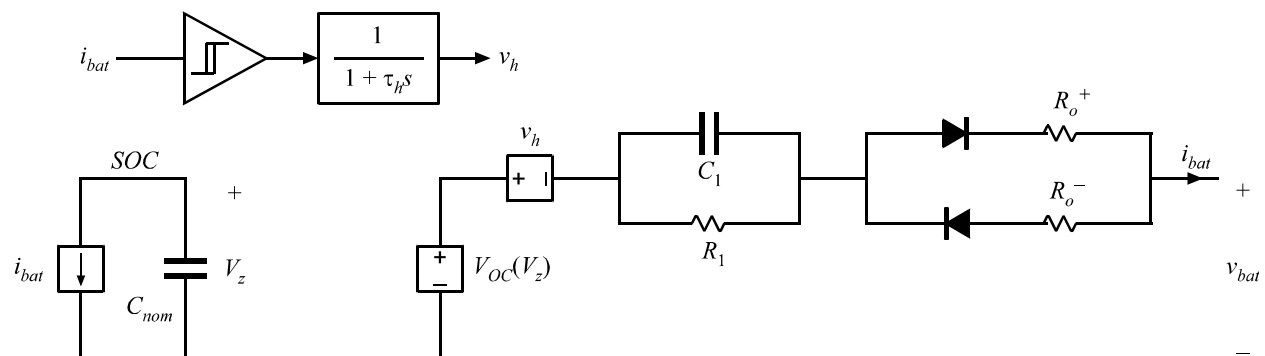 i_bat
1
1 + τ_h s
v_h
SOC
+
i_bat
C_nom
V_z
v_h
+ −
+
−
V_OC(V_z)
C_1
R_1
R_o^+
R_o^−
i_bat
+
v_bat
−